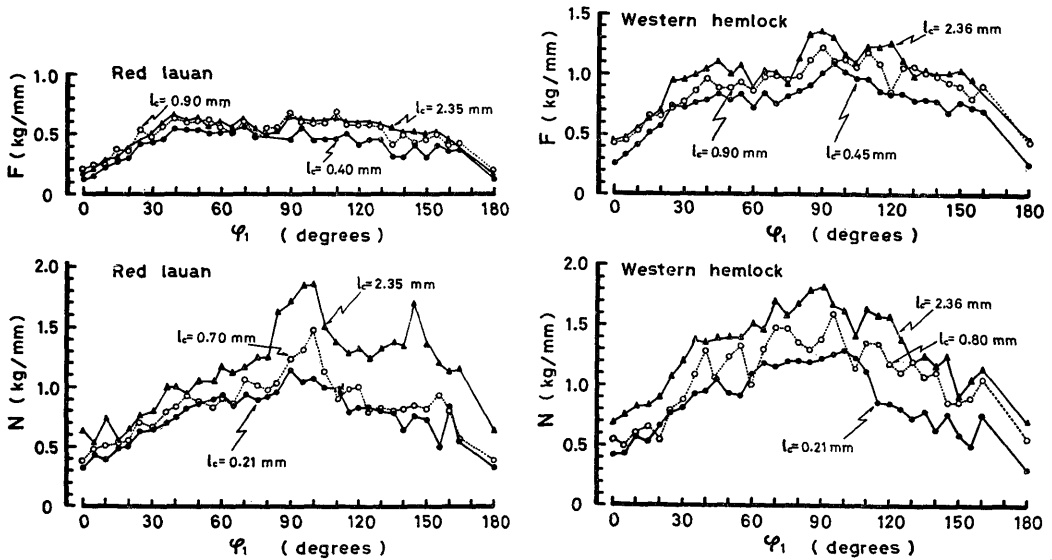 Red lauan
F (kg/mm)
1.0
0.5
0
lc=0.90 mm
lc=2.35 mm
lc=0.40 mm
0 30 60 90 120 150 180
φ1 (degrees)
Western hemlock
F (kg/mm)
1.5
1.0
0.5
0
lc=2.36 mm
lc=0.90 mm
lc=0.45 mm
0 30 60 90 120 150 180
φ1 (degrees)
Red lauan
N (kg/mm)
2.0
1.5
1.0
0.5
0
lc=2.35 mm
lc=0.70 mm
lc=0.21 mm
0 30 60 90 120 150 180
φ1 (degrees)
Western hemlock
N (kg/mm)
2.0
1.5
1.0
0.5
0
lc=2.36 mm
lc=0.80 mm
lc=0.21 mm
0 30 60 90 120 150 180
φ1 (degrees)